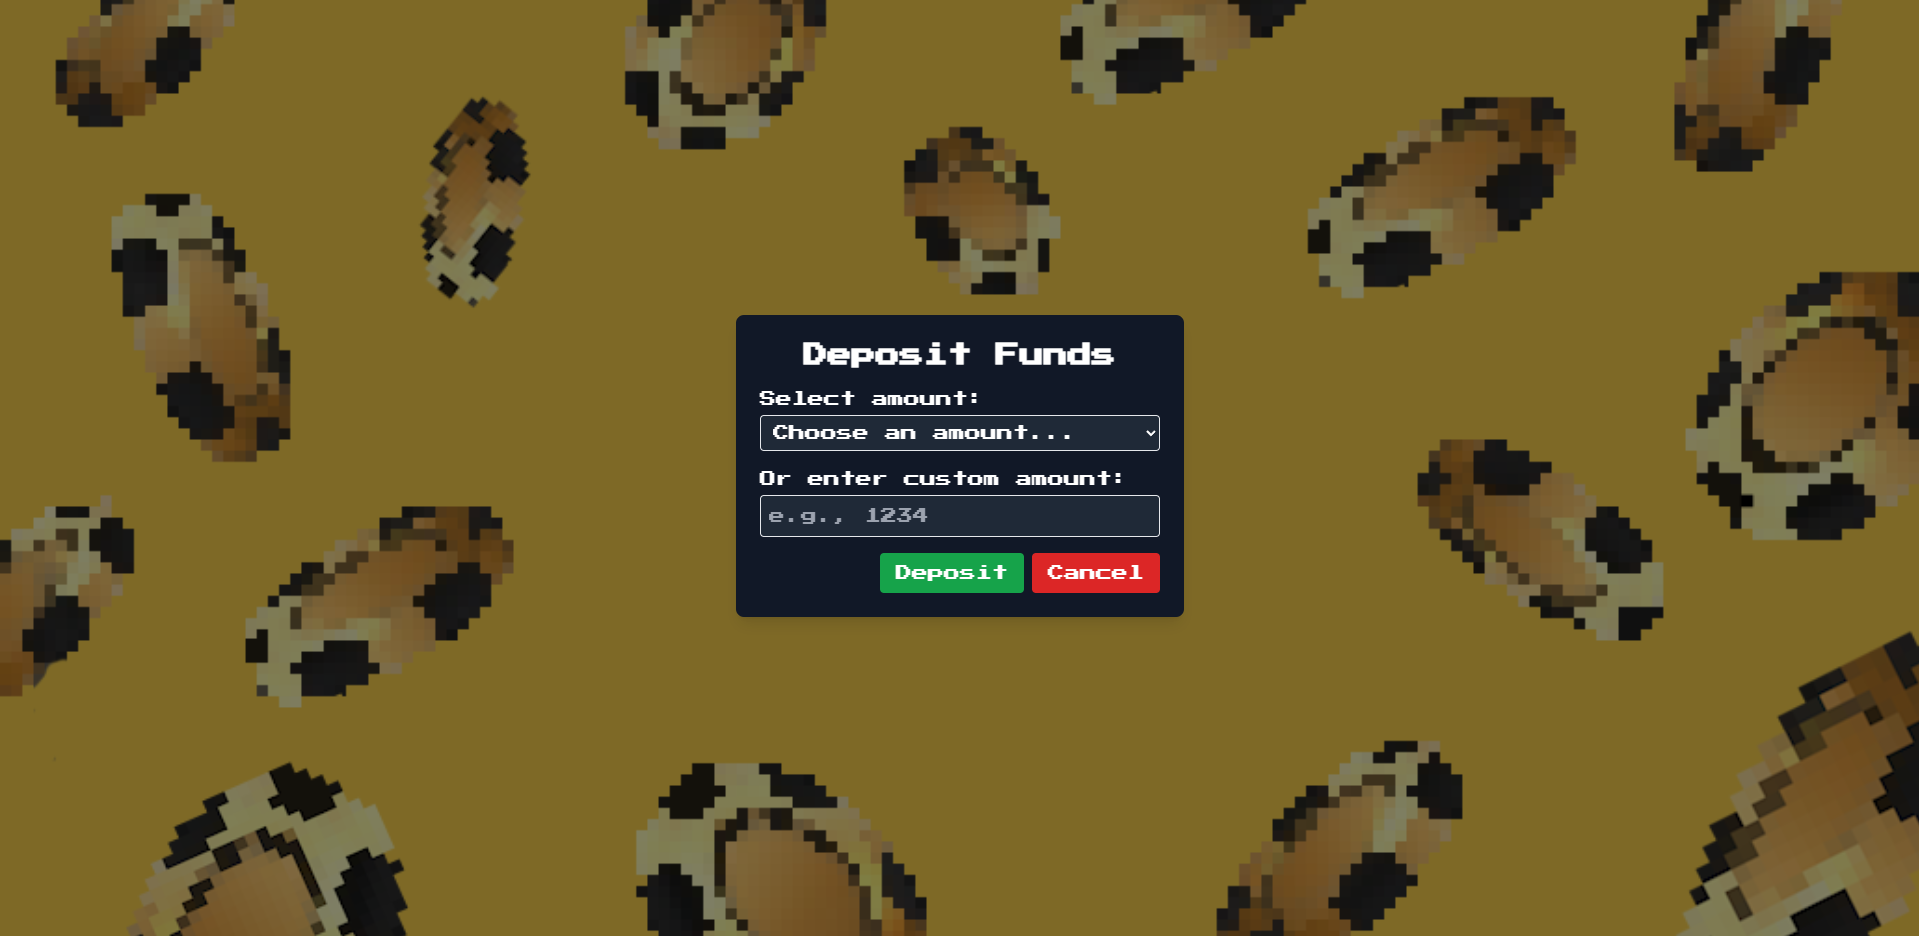 Deposit Funds
Select amount:
Choose an amount...
Or enter custom amount:
e.g., 1234
Deposit Cancel